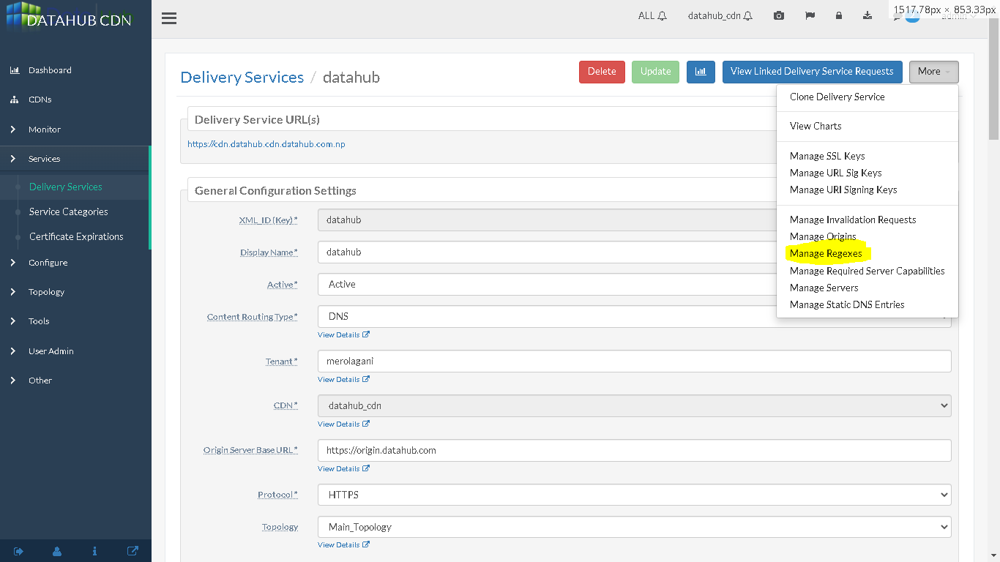 DATAHUB CDN
ALL
datahub_cdn
1517.78px × 853.33px
Dashboard
CDNs
Monitor
Services
Delivery Services
Service Categories
Certificate Expirations
Configure
Topology
Tools
User Admin
Other
Delivery Services / datahub
Delete
Update
View Linked Delivery Service Requests
More
Clone Delivery Service
View Charts
Manage SSL Keys
Manage URL Sig Keys
Manage URI Signing Keys
Manage Invalidation Requests
Manage Origins
Manage Regexes
Manage Required Server Capabilities
Manage Servers
Manage Static DNS Entries
Delivery Service URL(s)
https://cdn.datahub.cdn.datahub.com.np
General Configuration Settings
XML_ID (Key) *
datahub
Display Name *
datahub
Active *
Active
Content Routing Type *
DNS
View Details
Tenant *
merolagani
View Details
CDN *
datahub_cdn
View Details
Origin Server Base URL *
https://origin.datahub.com
View Details
Protocol *
HTTPS
Topology
Main_Topology
View Details